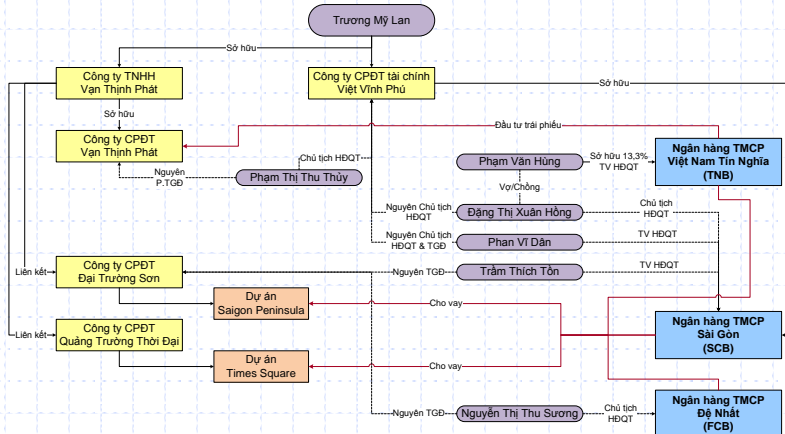 Trương Mỹ Lan
Sở hữu
Công ty TNHH
Vạn Thịnh Phát
Công ty CPĐT tài chính
Việt Vĩnh Phú
Sở hữu
Sở hữu
Đầu tư trái phiếu
Công ty CPĐT
Vạn Thịnh Phát
Chủ tịch HĐQT
Phạm Văn Hùng
Sở hữu 13,3%
TV HĐQT
Ngân hàng TMCP
Việt Nam Tín Nghĩa
(TNB)
Nguyên
P.TGĐ
Phạm Thị Thu Thủy
Vợ/Chồng
Nguyên Chủ tịch
HĐQT
Đặng Thị Xuân Hồng
Chủ tịch
HĐQT
Nguyên Chủ tịch
HĐQT & TGĐ
Phan Vĩ Dân
TV HĐQT
Liên kết
Công ty CPĐT
Đại Trường Sơn
Nguyên TGĐ
Trầm Thích Tồn
TV HĐQT
Dự án
Saigon Peninsula
Cho vay
Liên kết
Công ty CPĐT
Quảng Trường Thời Đại
Ngân hàng TMCP
Sài Gòn
(SCB)
Dự án
Times Square
Cho vay
Nguyên TGĐ
Nguyễn Thị Thu Sương
Chủ tịch
HĐQT
Ngân hàng TMCP
Đệ Nhất
(FCB)